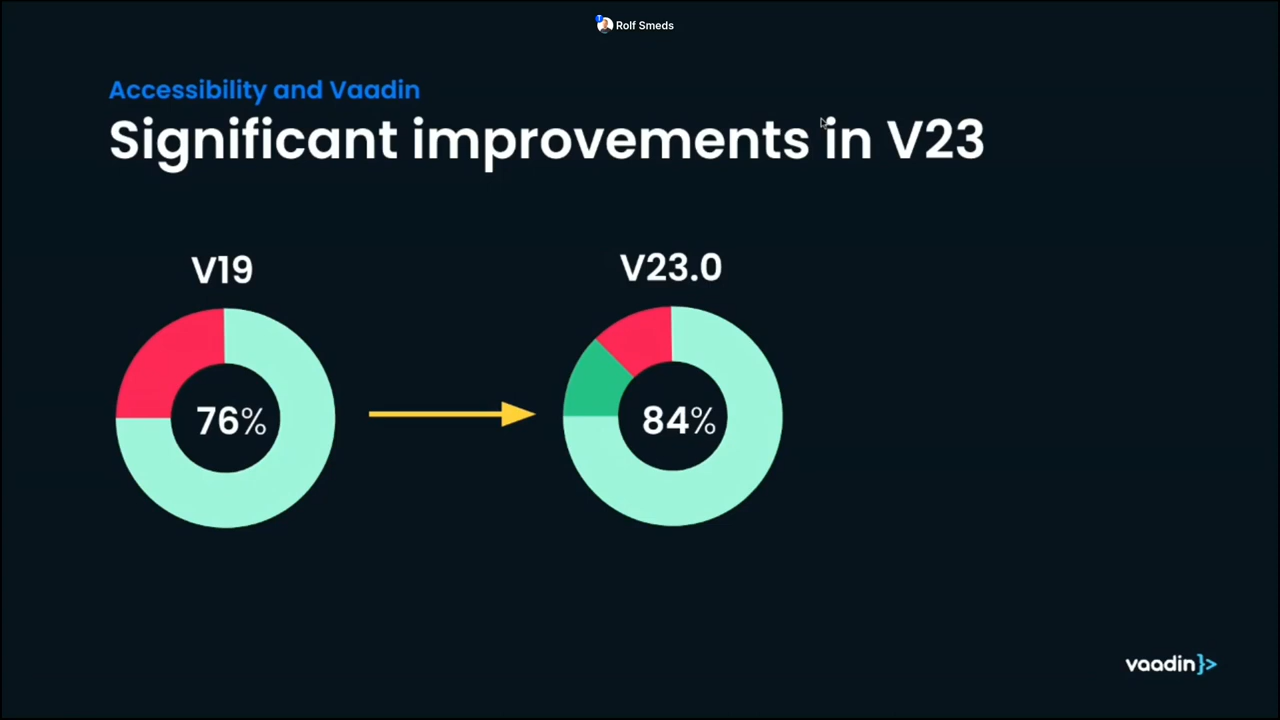 Rolf Smeds
Accessibility and Vaadin
Significant improvements in V23
V19
V23.0
76%
84%
vaadin}>